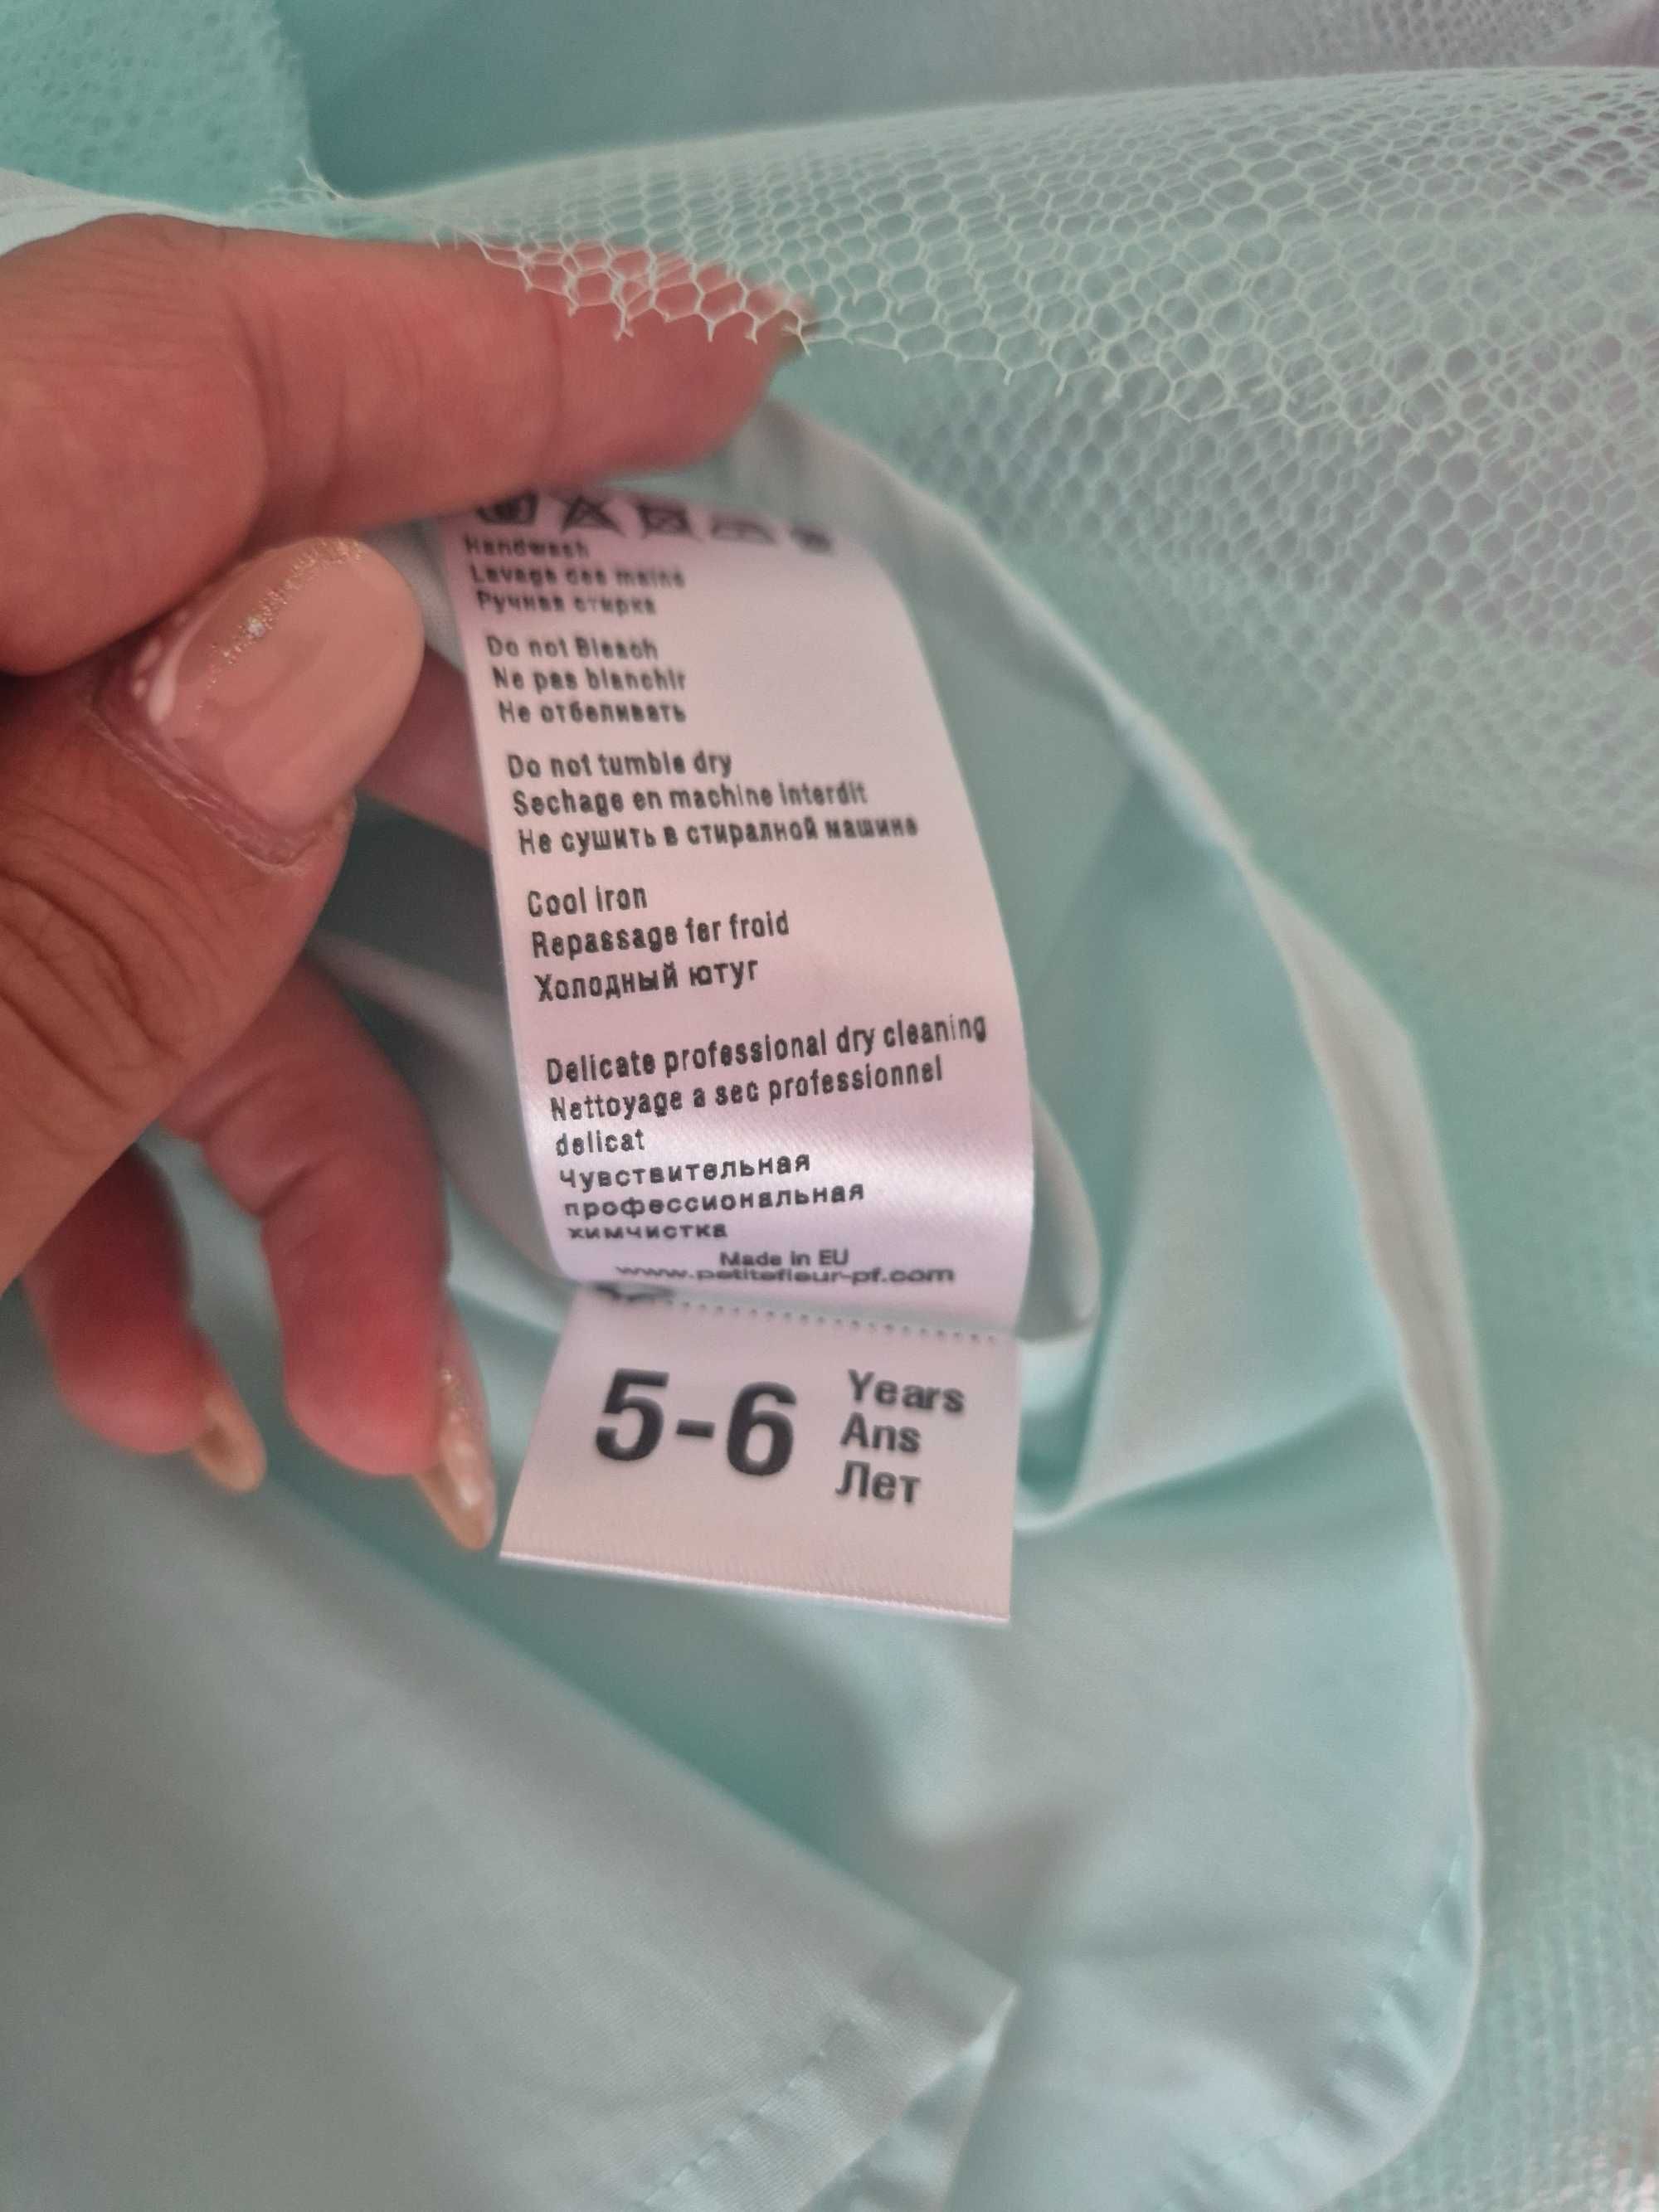 Handwash
Lavage des mains
Ручная стирка
Do not Bleach
Ne pas blanchir
Не отбеливать
Do not tumble dry
Sechage en machine interdit
Не сушить в стиралной машине
Cool iron
Repassage fer froid
Холодный ютуг
Delicate professional dry cleaning
Nettoyage a sec professionnel
delicat
Чувствительная
профессиональная
химчистка
Made in EU
www.petitefleur-pf.com
5-6 Years
Ans
Лет